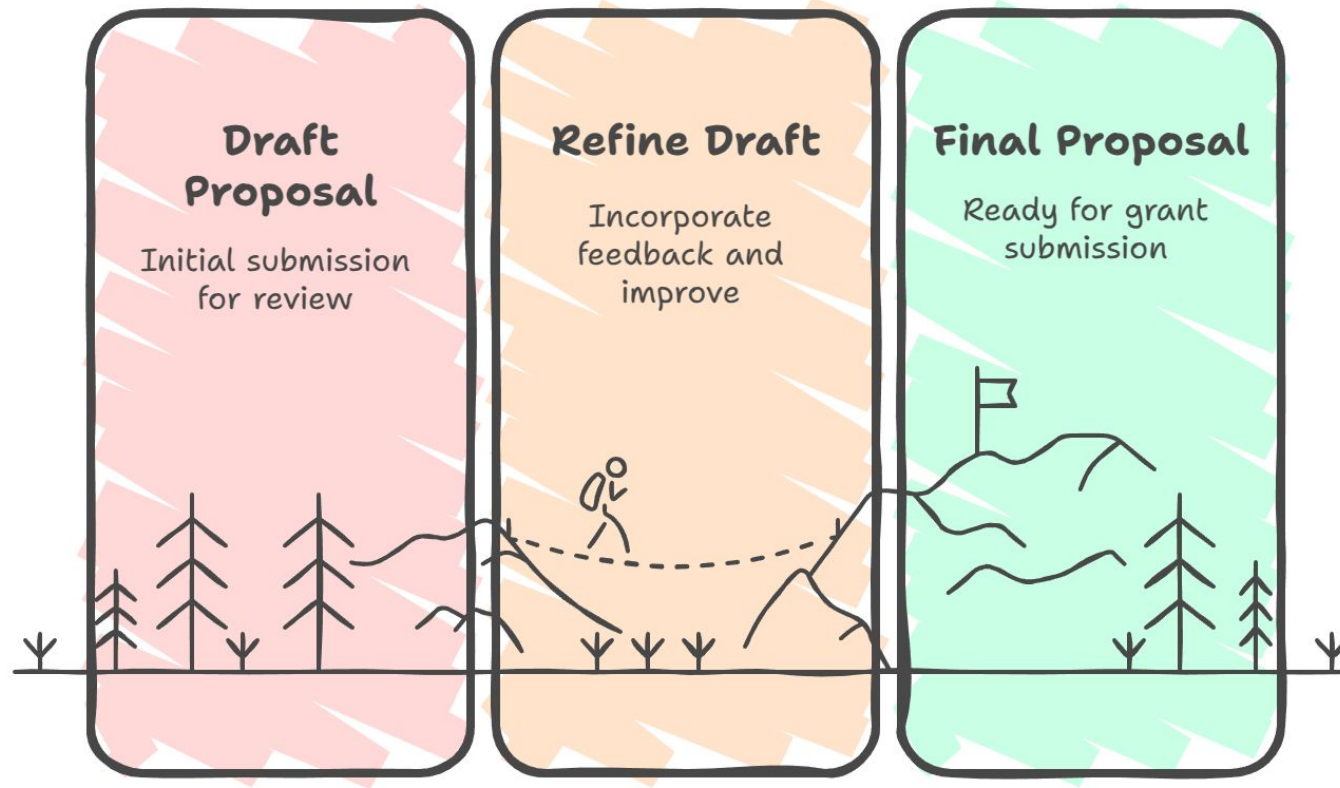 Draft
Proposal
Initial submission
for review
Refine Draft
Incorporate
feedback and
improve
Final Proposal
Ready for grant
submission